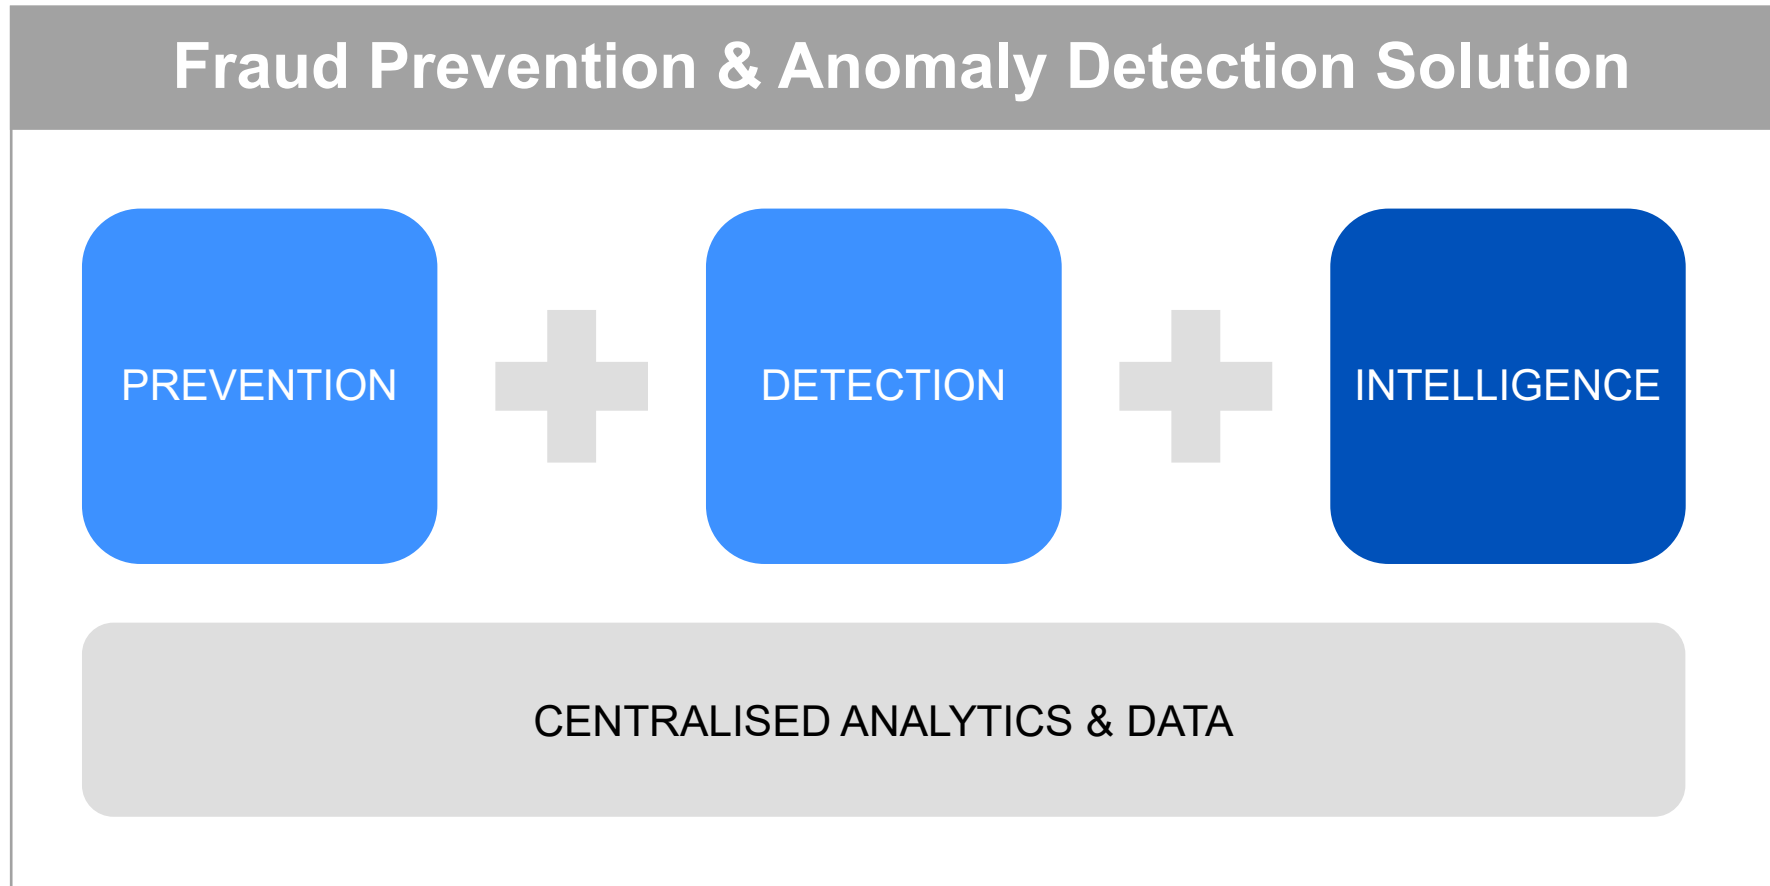 Fraud Prevention & Anomaly Detection Solution
PREVENTION
DETECTION
INTELLIGENCE
CENTRALISED ANALYTICS & DATA